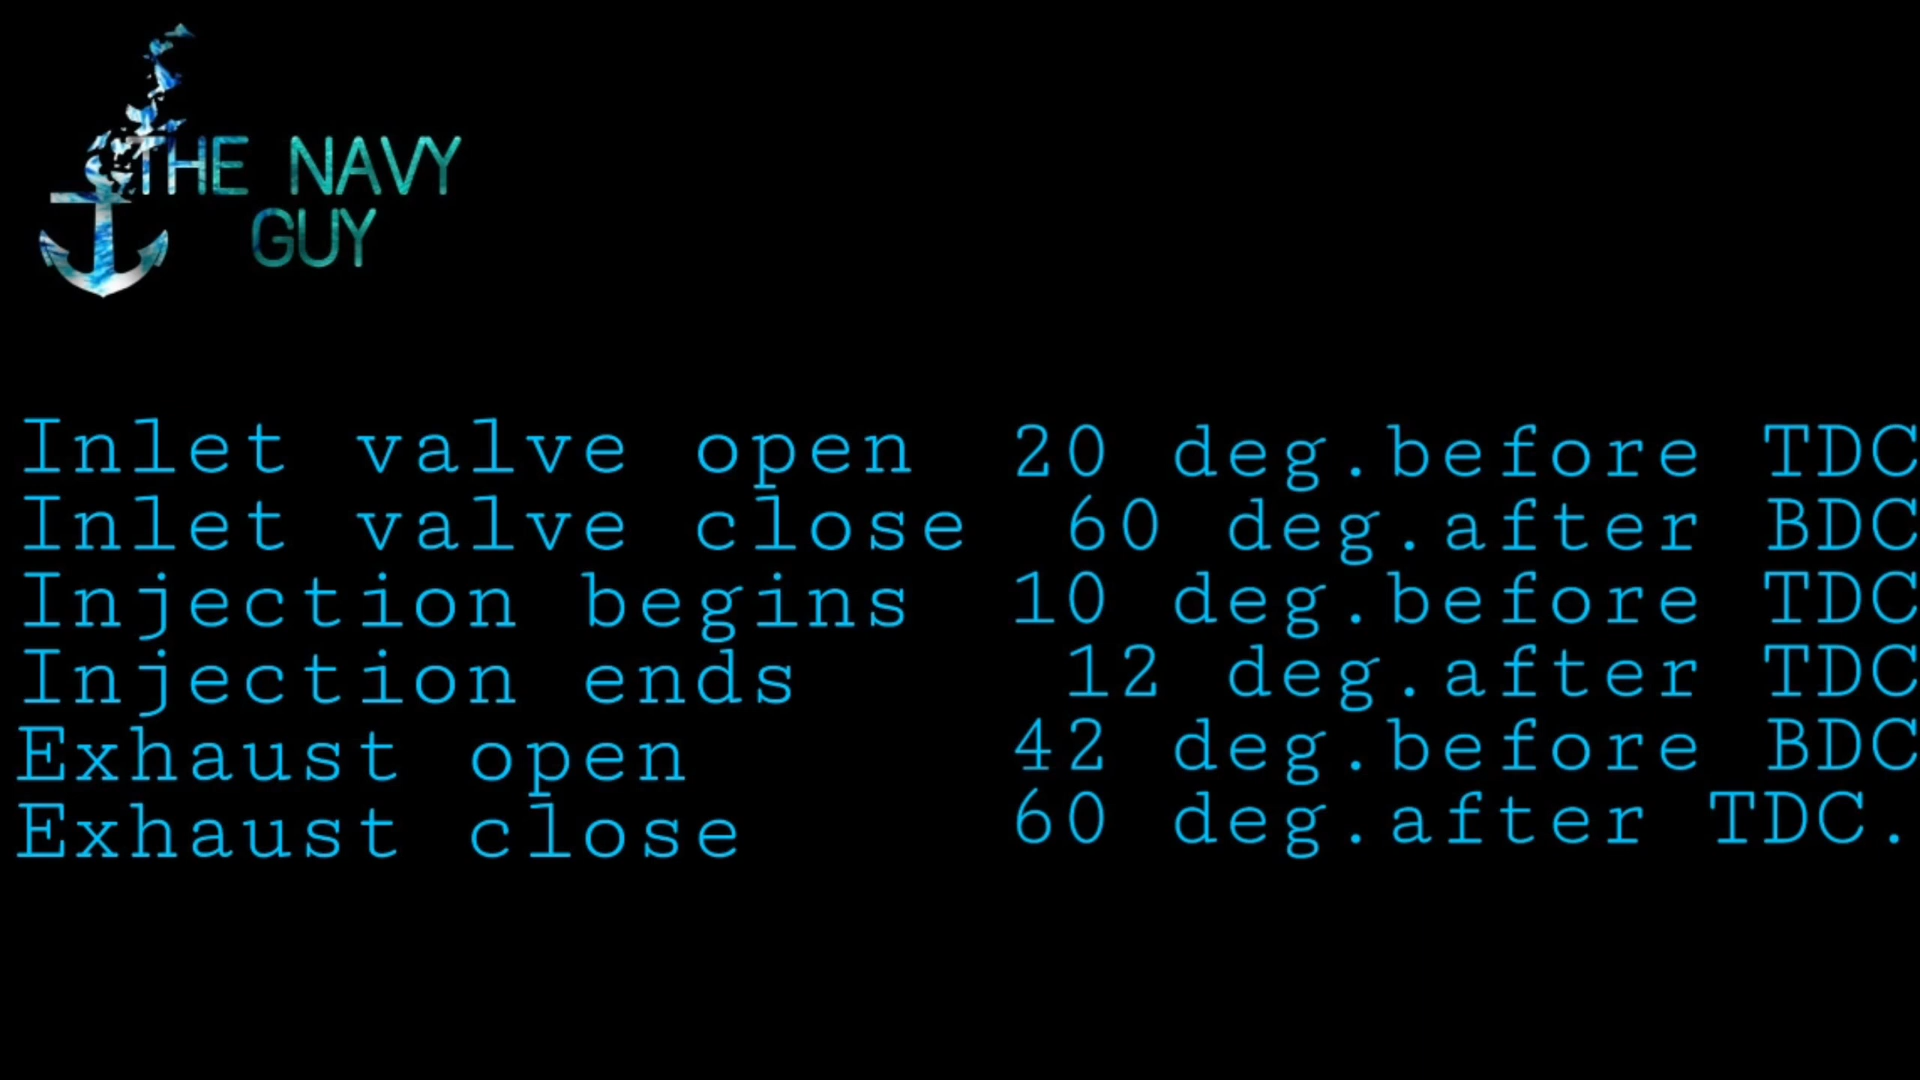 THE NAVY
GUY
Inlet valve open 20 deg.before TDC
Inlet valve close 60 deg.after BDC
Injection begins 10 deg.before TDC
Injection ends 12 deg.after TDC
Exhaust open 42 deg.before BDC
Exhaust close 60 deg.after TDC.